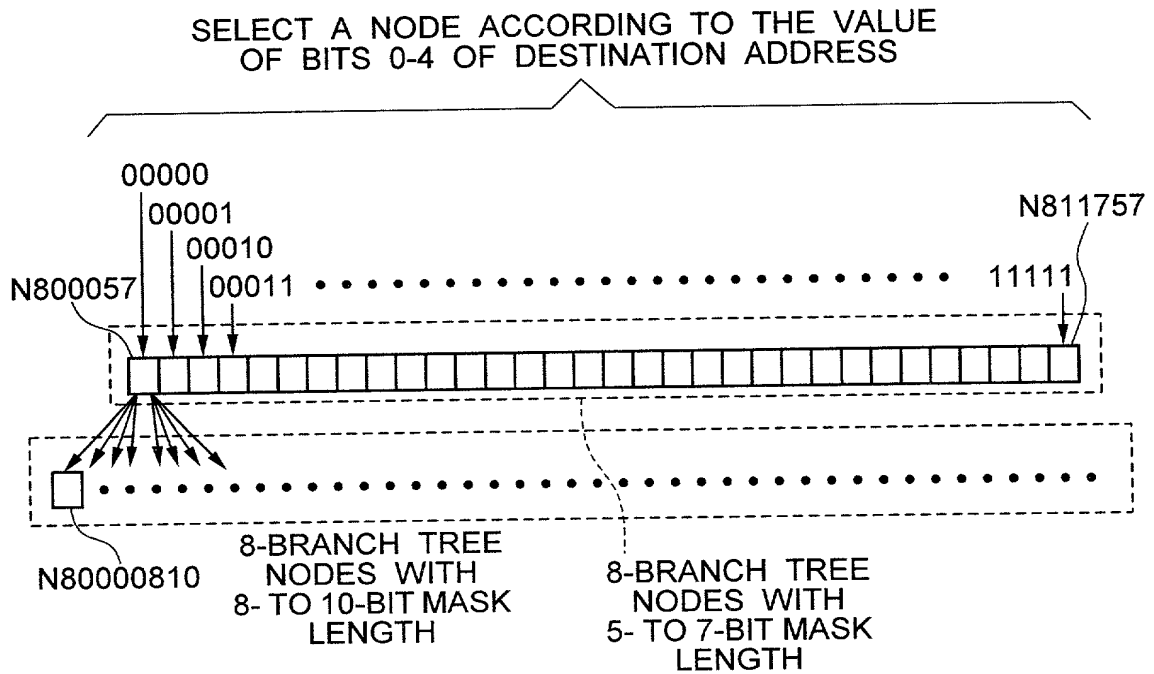 SELECT A NODE ACCORDING TO THE VALUE
OF BITS 0-4 OF DESTINATION ADDRESS
00000
00001
N811757
00010
N800057
00011
11111
8-BRANCH TREE
NODES WITH
8- TO 10-BIT MASK
LENGTH
N80000810
8-BRANCH TREE
NODES WITH
5- TO 7-BIT MASK
LENGTH